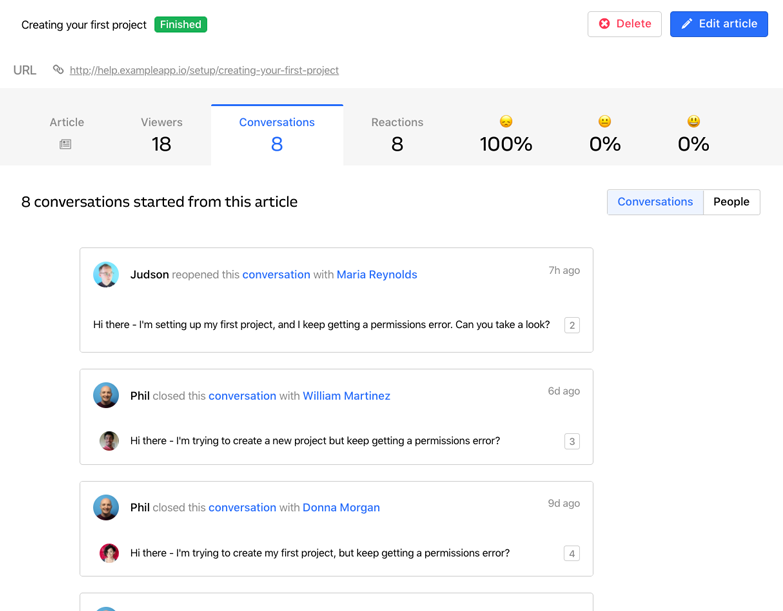 Creating your first project Finished Delete Edit article
URL http://help.exampleapp.io/setup/creating-your-first-project
Article Viewers Conversations Reactions
18 8 8 100% 0% 0%
8 conversations started from this article Conversations People
Judson reopened this conversation with Maria Reynolds 7h ago
Hi there - I'm setting up my first project, and I keep getting a permissions error. Can you take a look? 2
Phil closed this conversation with William Martinez 6d ago
Hi there - I'm trying to create a new project but keep getting a permissions error? 3
Phil closed this conversation with Donna Morgan 9d ago
Hi there - I'm trying to create my first project, but keep getting a permissions error? 4